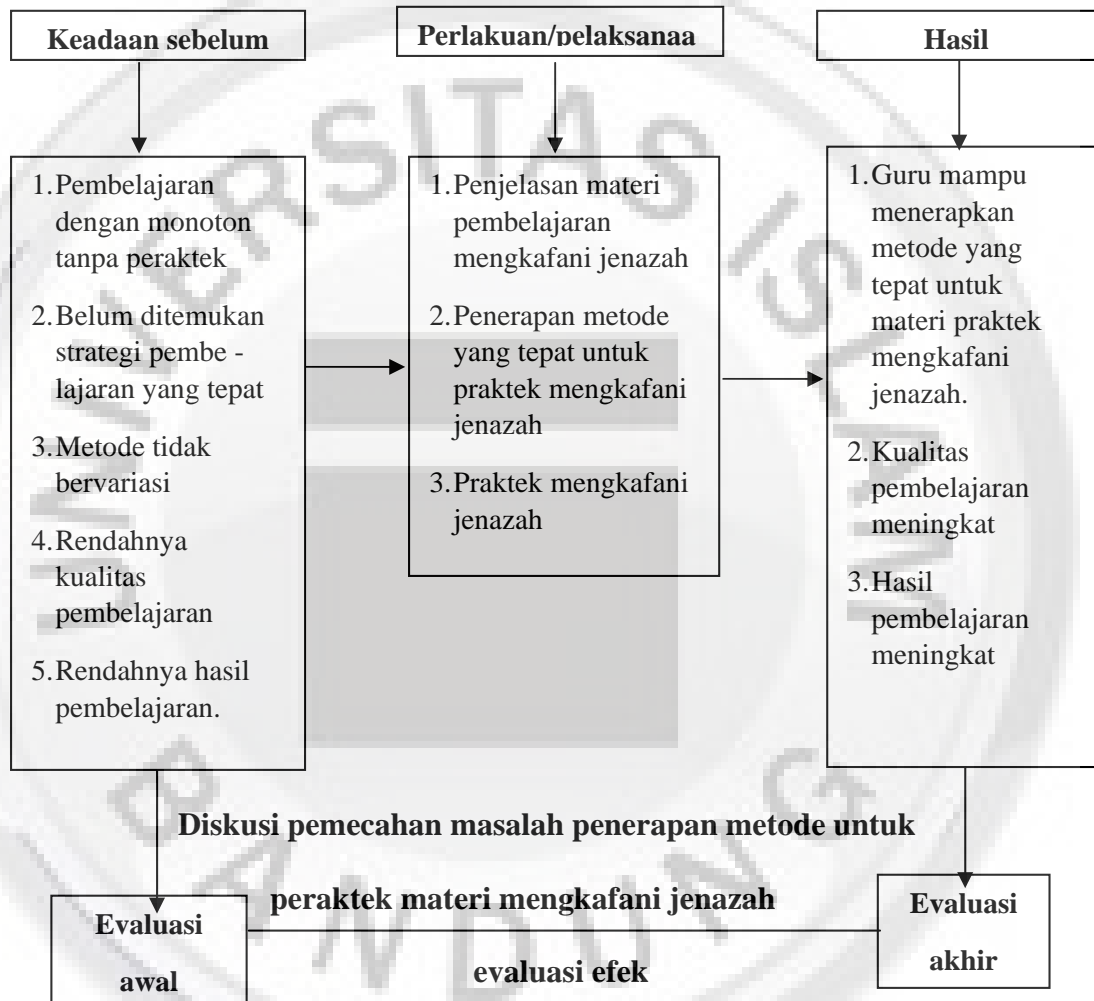 Keadaan sebelum
Perlakuan/pelaksanaa
Hasil
1.Pembelajaran
dengan monoton
tanpa peraktek
2.Belum ditemukan
strategi pembe -
lajaran yang tepat
3.Metode tidak
bervariasi
4.Rendahnya
kualitas
pembelajaran
5.Rendahnya hasil
pembelajaran.
1.Penjelasan materi
pembelajaran
mengkafani jenazah
2.Penerapan metode
yang tepat untuk
praktek mengkafani
jenazah
3.Praktek mengkafani
jenazah
1.Guru mampu
menerapkan
metode yang
tepat untuk
materi praktek
mengkafani
jenazah.
2.Kualitas
pembelajaran
meningkat
3.Hasil
pembelajaran
meningkat
Diskusi pemecahan masalah penerapan metode untuk
peraktek materi mengkafani jenazah
evaluasi efek
Evaluasi
awal
Evaluasi
akhir
UNIVERSITAS ISLAM
BANDUNG